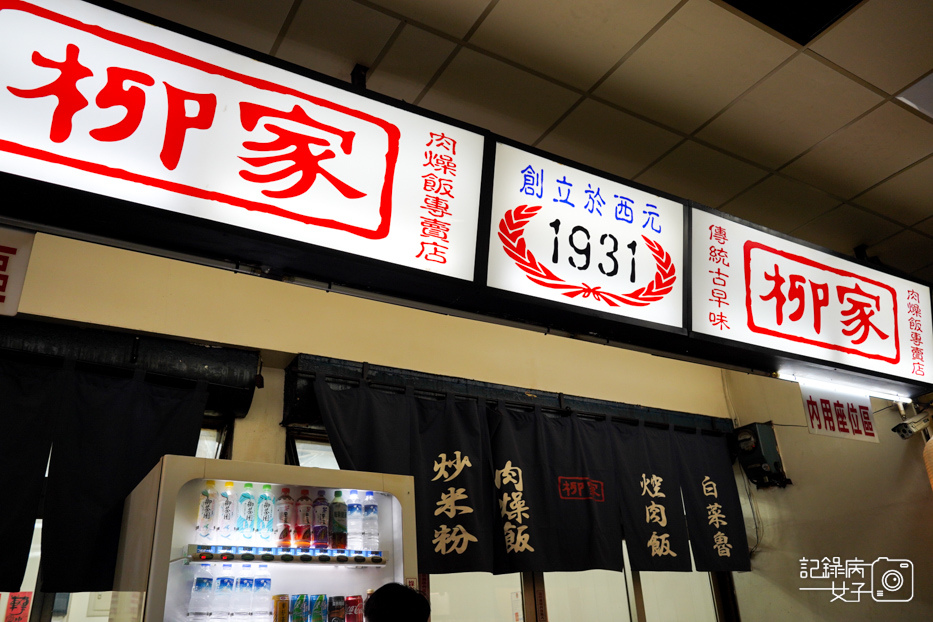 柳家
肉燥飯專賣店
創立於西元
1931
傳統古早味
柳家
肉燥飯專賣店
內用座位區
炒米粉
肉燥飯
柳家
焢肉飯
白菜魯
記錄病
女子